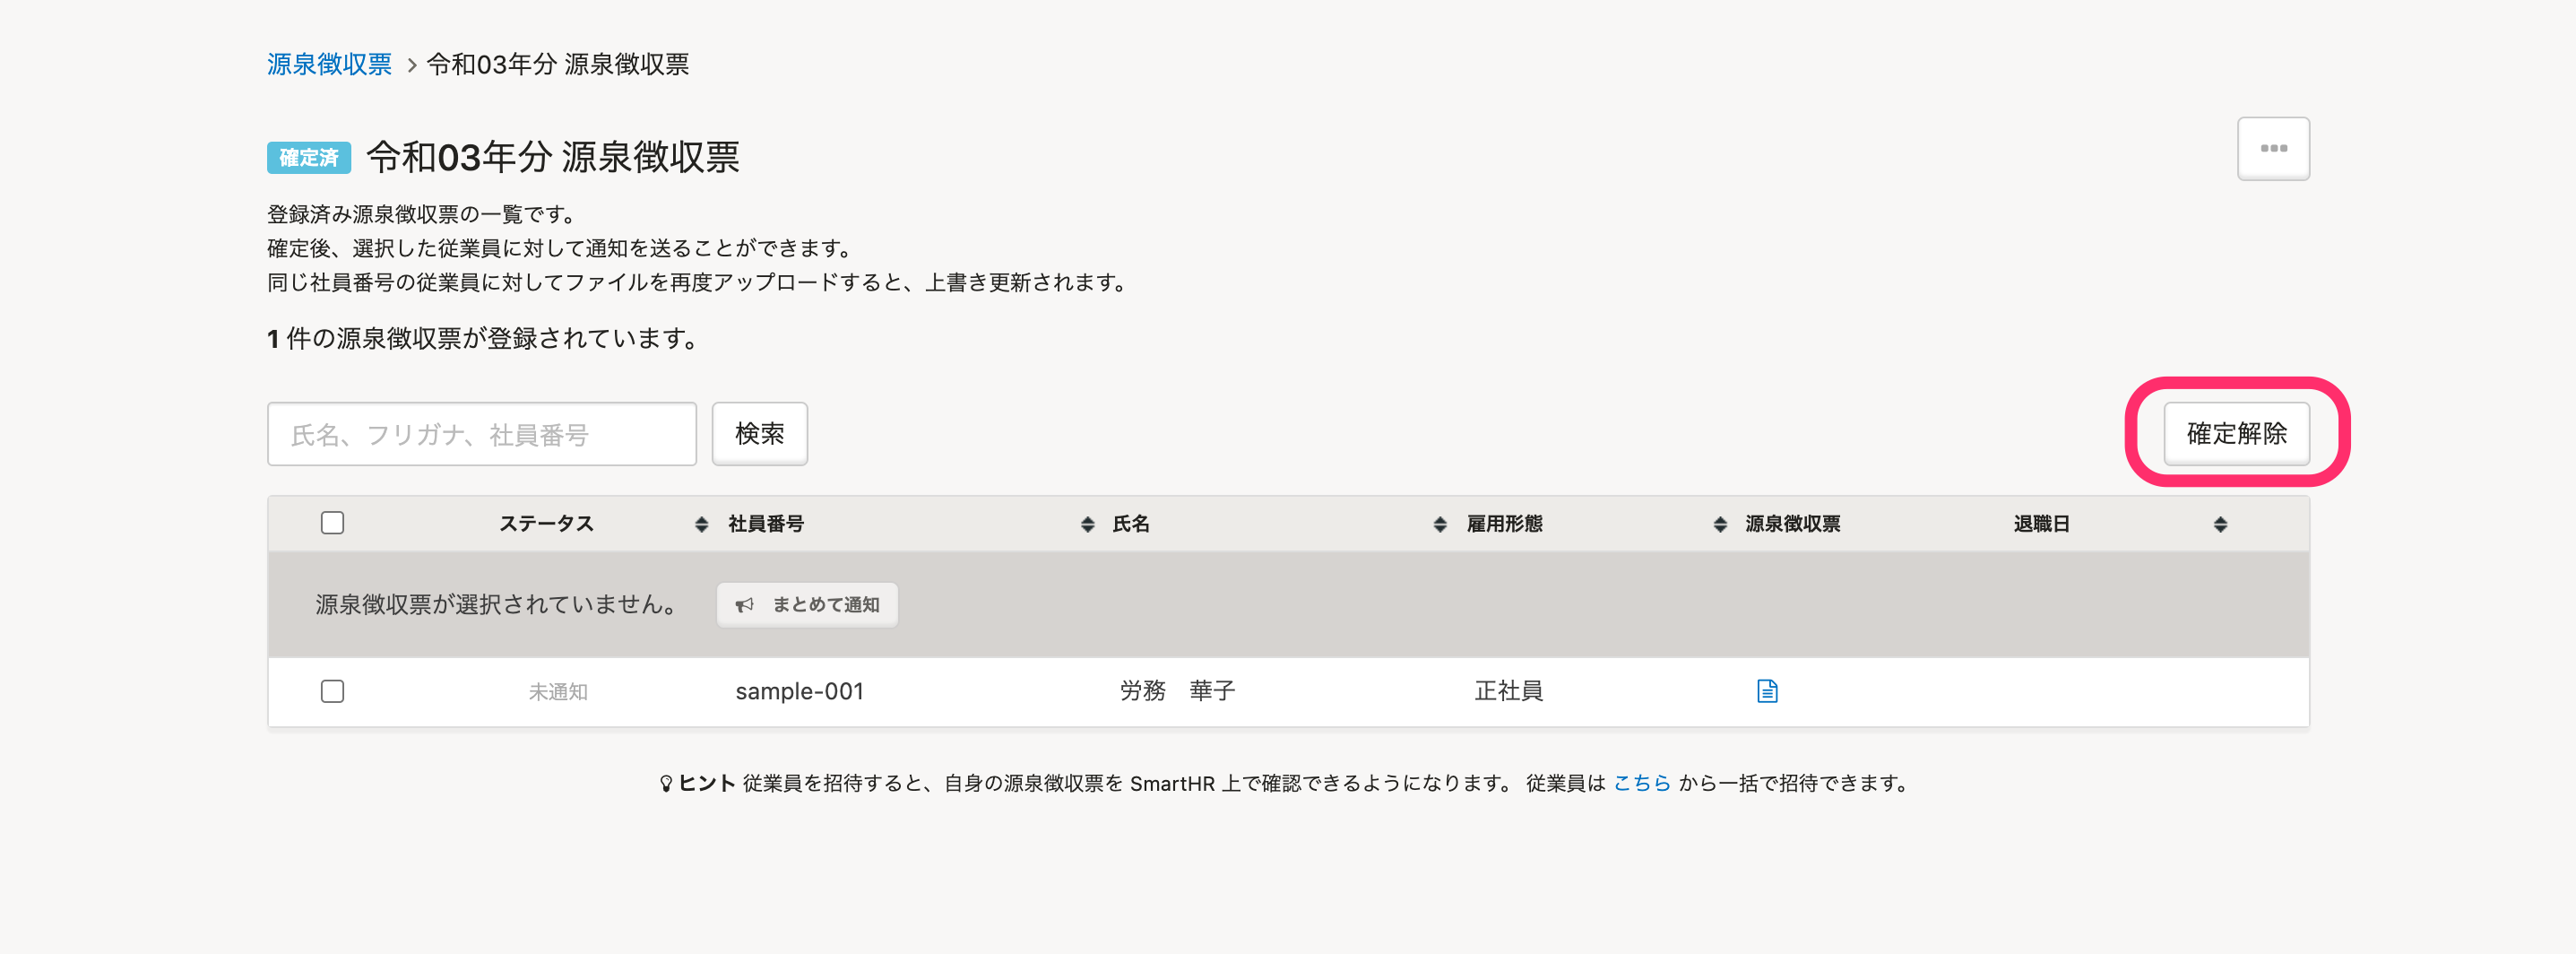 源泉徴収票 > 令和03年分 源泉徴収票
確定済 令和03年分 源泉徴収票
登録済み源泉徴収票の一覧です。
確定後、選択した従業員に対して通知を送ることができます。
同じ社員番号の従業員に対してファイルを再度アップロードすると、上書き更新されます。
1 件の源泉徴収票が登録されています。
氏名、フリガナ、社員番号 検索 確定解除
ステータス 社員番号 氏名 雇用形態 源泉徴収票 退職日
源泉徴収票が選択されていません。 まとめて通知
未通知 sample-001 労務　華子 正社員
ヒント 従業員を招待すると、自身の源泉徴収票を SmartHR 上で確認できるようになります。 従業員は こちら から一括で招待できます。